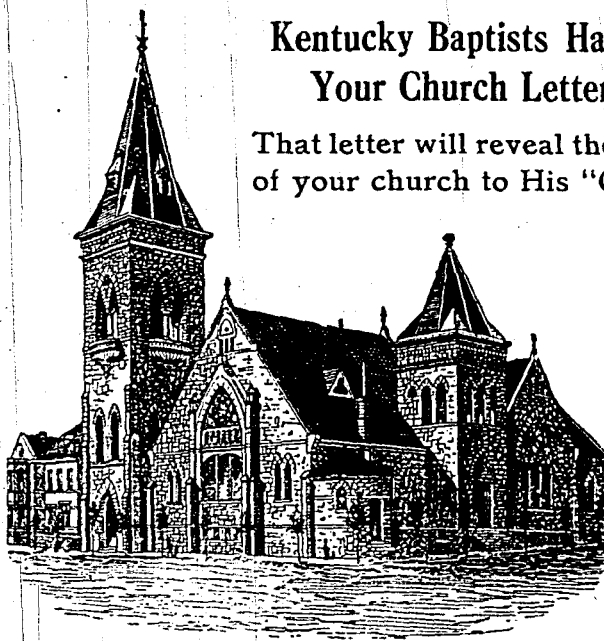 Kentucky Baptists Ha
Your Church Letter
That letter will reveal the
of your church to His "